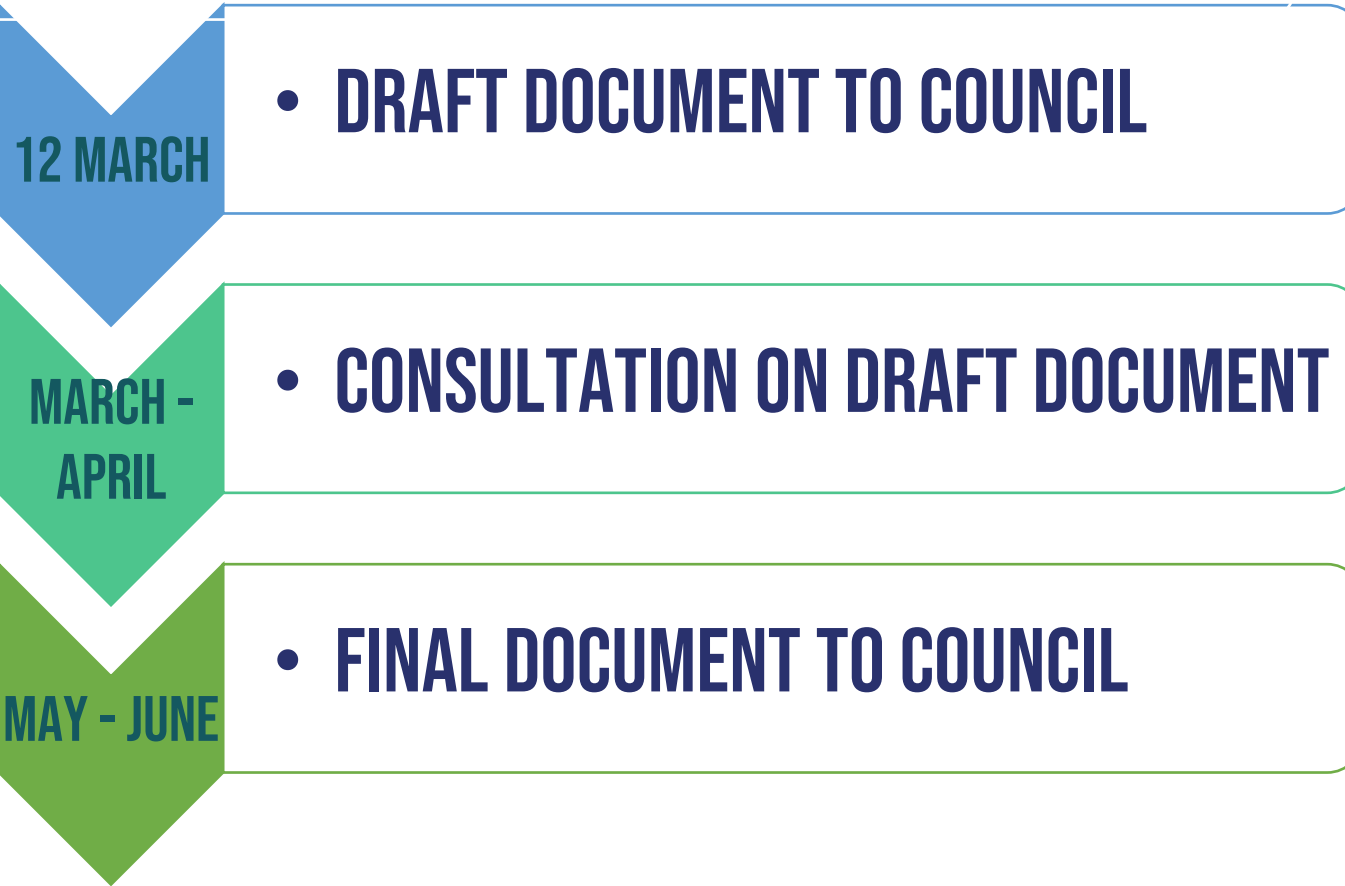 12 MARCH
• DRAFT DOCUMENT TO COUNCIL
MARCH -
APRIL
• CONSULTATION ON DRAFT DOCUMENT
MAY - JUNE
• FINAL DOCUMENT TO COUNCIL